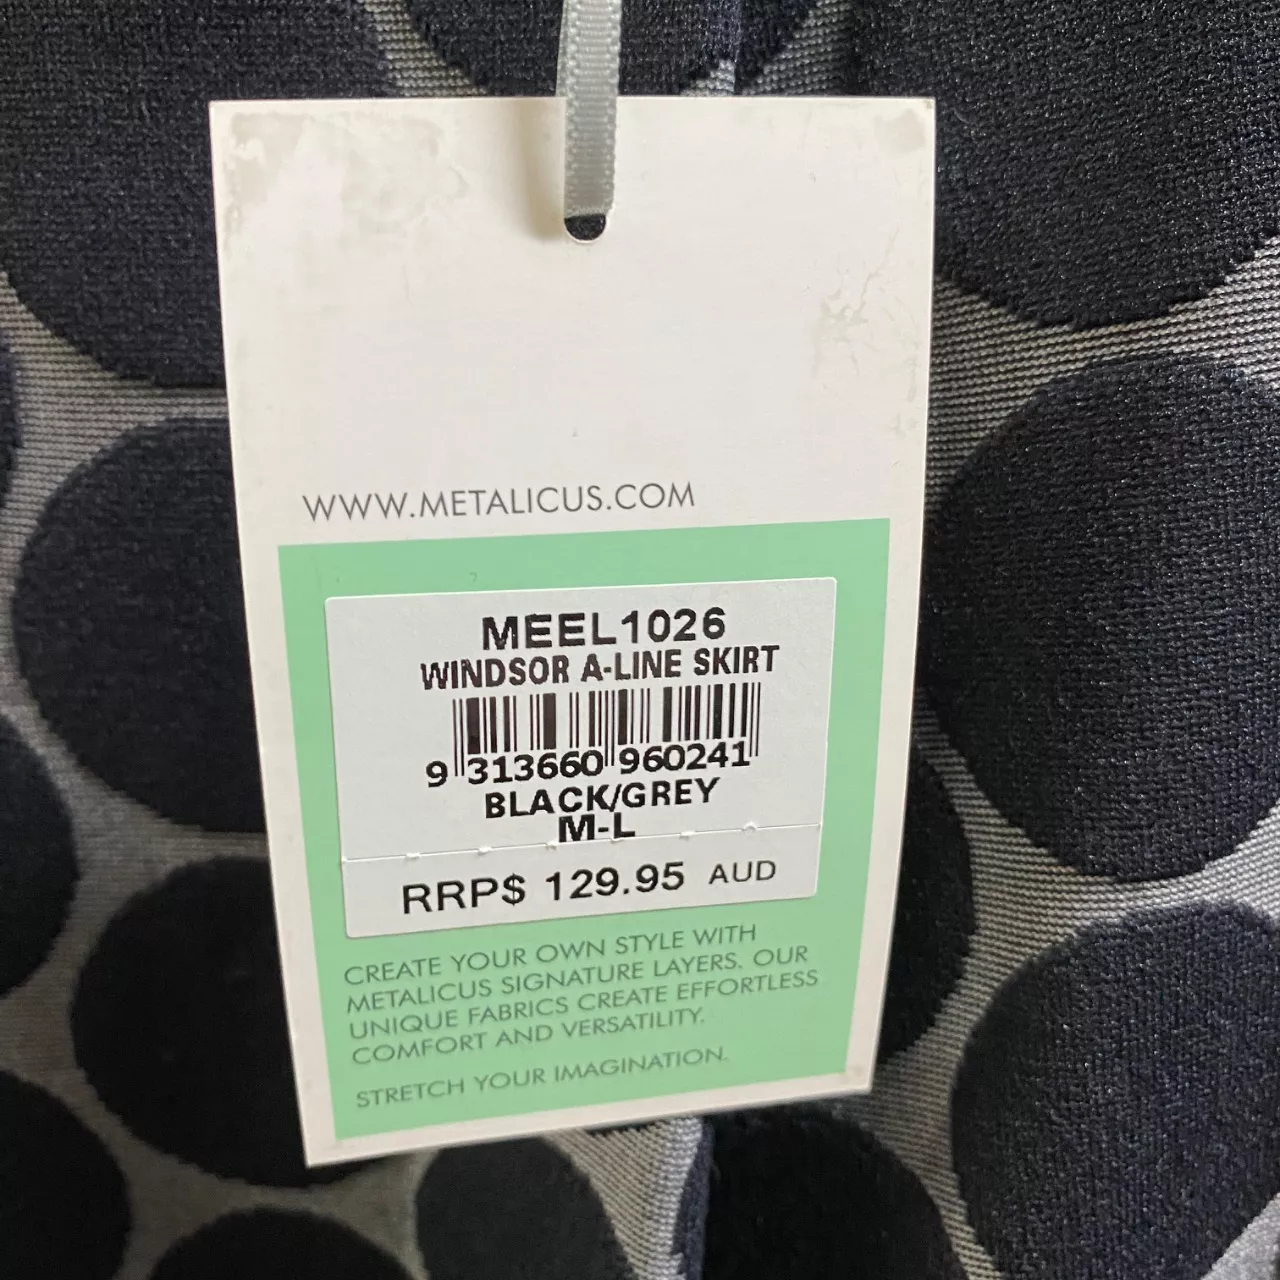 WWW.METALICUS.COM
MEEL1026
WINDSOR A-LINE SKIRT
9 313660 960241
BLACK/GREY
M-L
RRP$ 129.95 AUD
CREATE YOUR OWN STYLE WITH
METALICUS SIGNATURE LAYERS. OUR
UNIQUE FABRICS CREATE EFFORTLESS
COMFORT AND VERSATILITY.
STRETCH YOUR IMAGINATION.